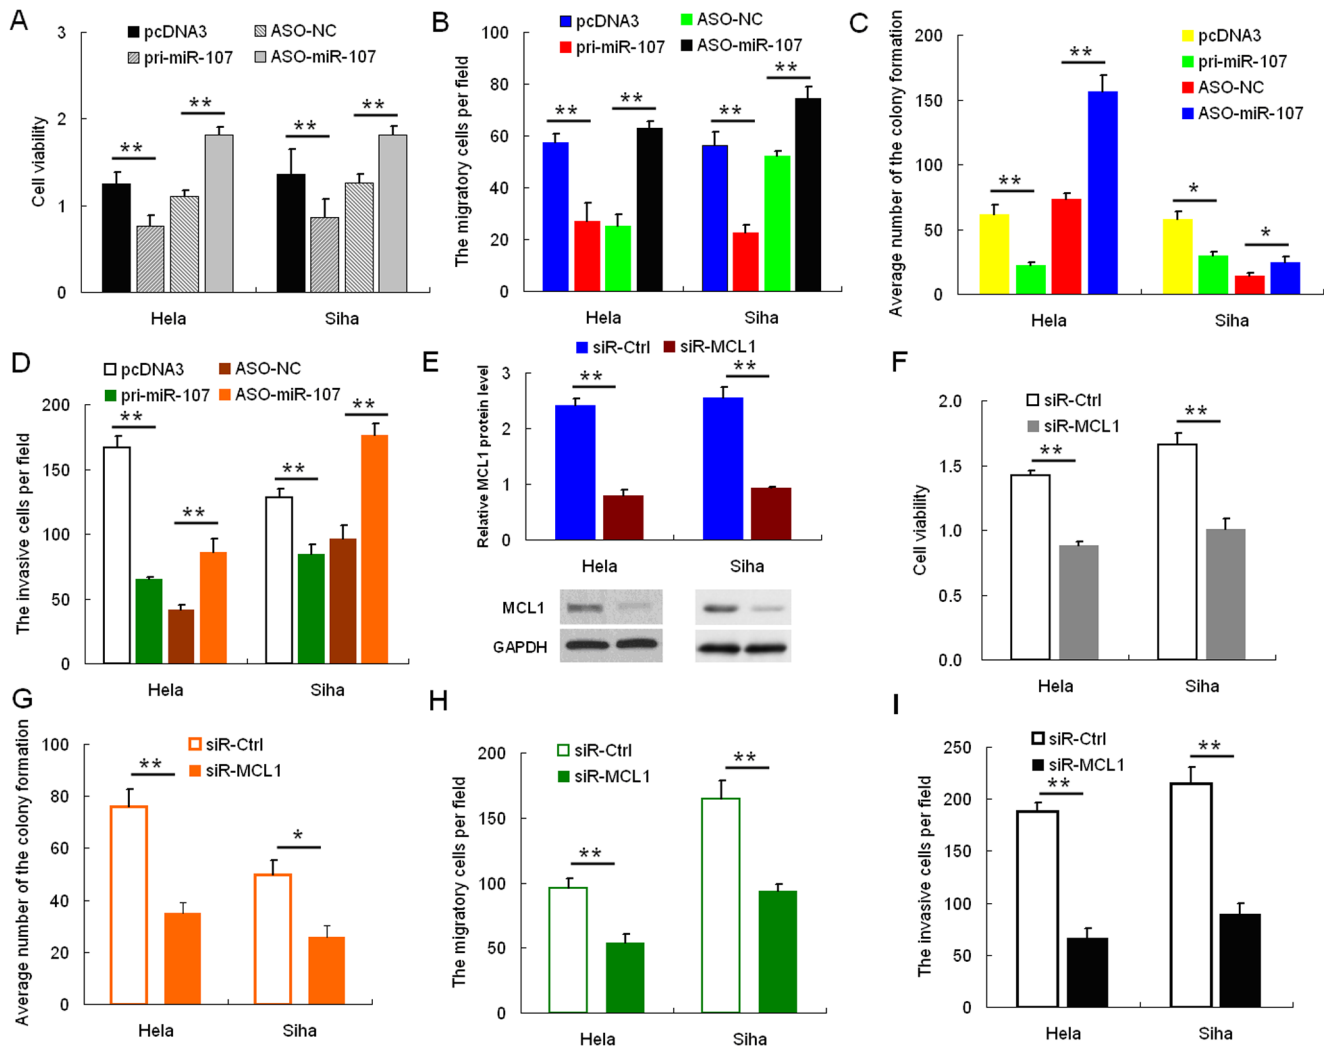 A
pcDNA3
ASO-NC
pri-miR-107
ASO-miR-107
Cell viability
3
2
1
0
**
**
**
**
Hela
Siha
B
pcDNA3
ASO-NC
pri-miR-107
ASO-miR-107
The migratory cells per field
100
80
60
40
20
0
**
**
**
**
Hela
Siha
C
pcDNA3
pri-miR-107
ASO-NC
ASO-miR-107
Average number of the colony formation
200
150
100
50
0
**
**
*
*
Hela
Siha
D
pcDNA3
ASO-NC
pri-miR-107
ASO-miR-107
The invasive cells per field
200
150
100
50
0
**
**
**
**
Hela
Siha
E
siR-Ctrl
siR-MCL1
Relative MCL1 protein level
3
2
1
0
**
**
Hela
Siha
MCL1
GAPDH
F
siR-Ctrl
siR-MCL1
Cell viability
2.0
1.5
1.0
0.5
0.0
**
**
Hela
Siha
G
siR-Ctrl
siR-MCL1
Average number of the colony formation
100
80
60
40
20
0
**
*
Hela
Siha
H
siR-Ctrl
siR-MCL1
The migratory cells per field
200
150
100
50
0
**
**
Hela
Siha
I
siR-Ctrl
siR-MCL1
The invasive cells per field
250
200
150
100
50
0
**
**
Hela
Siha